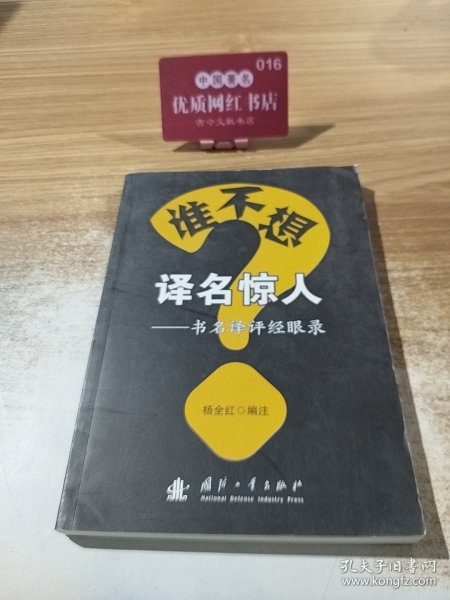 016
中国著名
优质网红书店
古今文献书店
谁不想
译名惊人
——书名译评经眼录
杨全红◎编注
国防工业出版社
National Defense Industry Press
孔夫子旧书网
www.kongfz.com